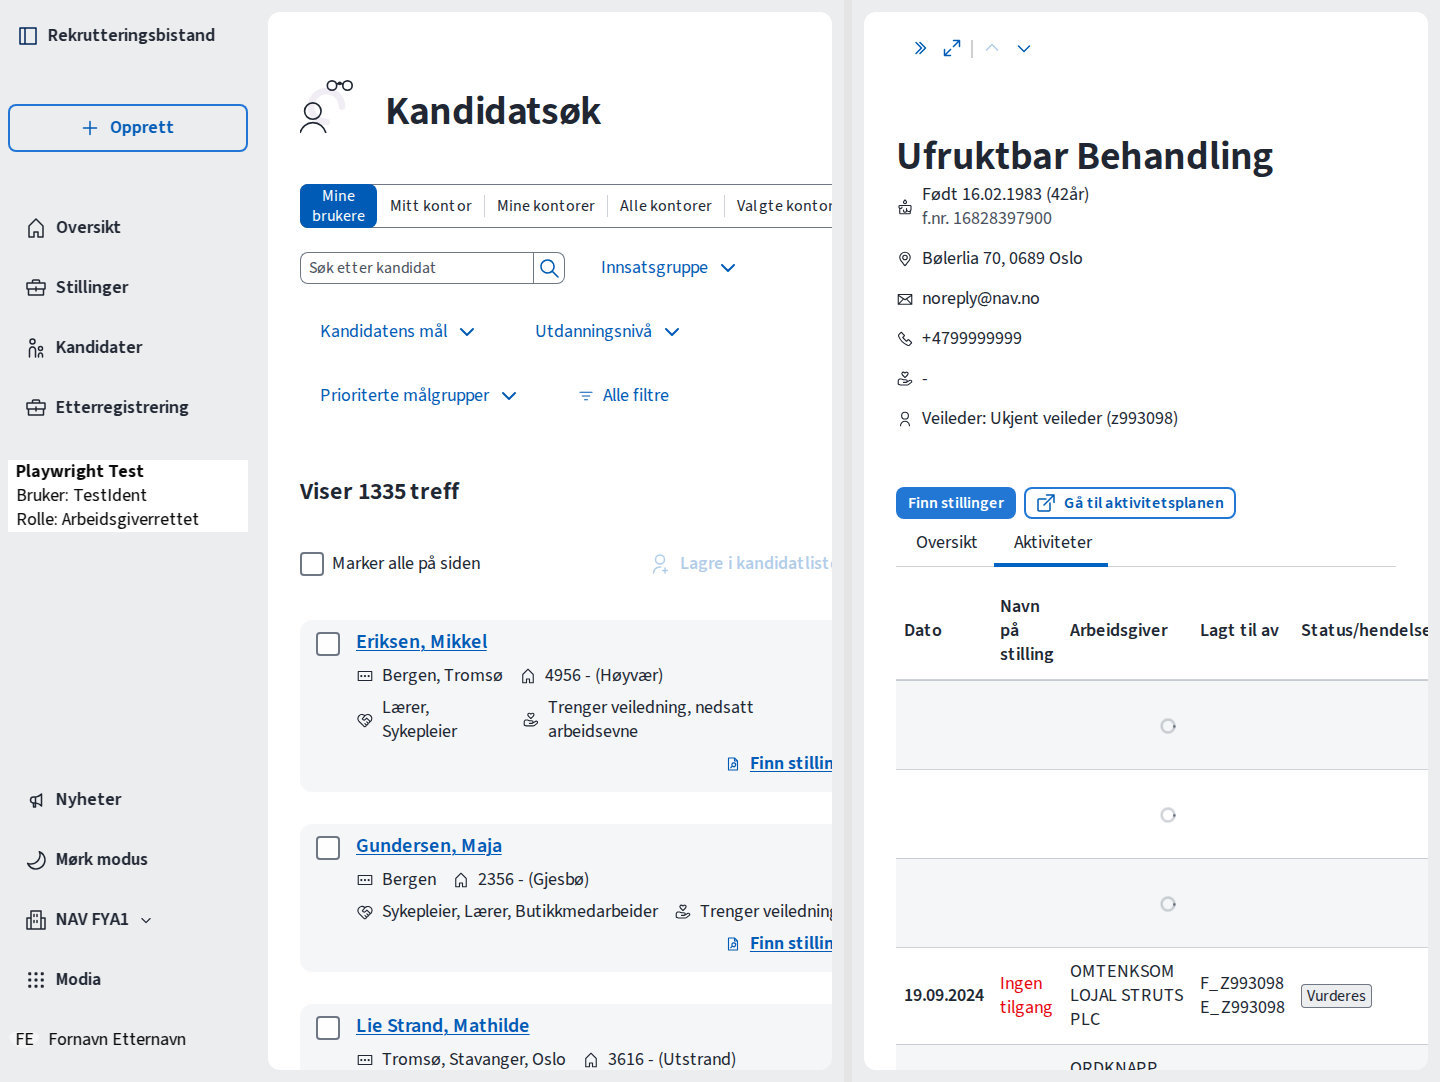 Rekrutteringsbistand
Opprett
Oversikt
Stillinger
Kandidater
Etterregistrering
Playwright Test
Bruker: TestIdent
Rolle: Arbeidsgiverrettet
Nyheter
Mørk modus
NAV FYA1
Modia
FE Fornavn Etternavn
Kandidatsøk
Mine brukere
Mitt kontor
Mine kontorer
Alle kontorer
Valgte kontor
Søk etter kandidat
Innsatsgruppe
Kandidatens mål
Utdanningsnivå
Prioriterte målgrupper
Alle filtre
Viser 1335 treff
Marker alle på siden
Lagre i kandidatliste
Eriksen, Mikkel
Bergen, Tromsø
4956 - (Høyvær)
Lærer,
Sykepleier
Trenger veiledning, nedsatt
arbeidsevne
Finn stillin
Gundersen, Maja
Bergen
2356 - (Gjesbø)
Sykepleier, Lærer, Butikkmedarbeider
Trenger veiledning
Finn stillin
Lie Strand, Mathilde
Tromsø, Stavanger, Oslo
3616 - (Utstrand)
Ufruktbar Behandling
Født 16.02.1983 (42år)
f.nr. 16828397900
Bølerlia 70, 0689 Oslo
noreply@nav.no
+4799999999
-
Veileder: Ukjent veileder (z993098)
Finn stillinger
Gå til aktivitetsplanen
Oversikt
Aktiviteter
Dato
Navn
på
stilling
Arbeidsgiver
Lagt til av
Status/hendelse
19.09.2024
Ingen
tilgang
OMTENKSOM
LOJAL STRUTS
PLC
F_Z993098
E_Z993098
Vurderes
ORDKNAPP